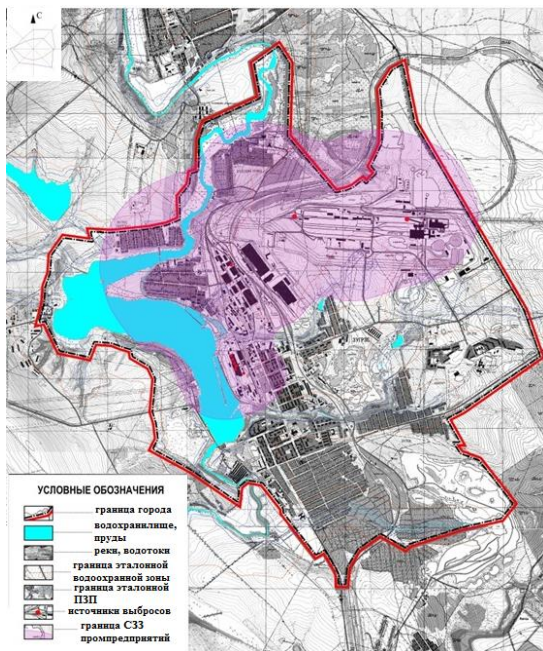 С
УСЛОВНЫЕ ОБОЗНАЧЕНИЯ
граница города
водохранилище,
пруды
реки, водотоки
граница эталонной
водоохранной зоны
граница эталонной
ПЗП
источники выбросов
граница СЗЗ
промпредприятий